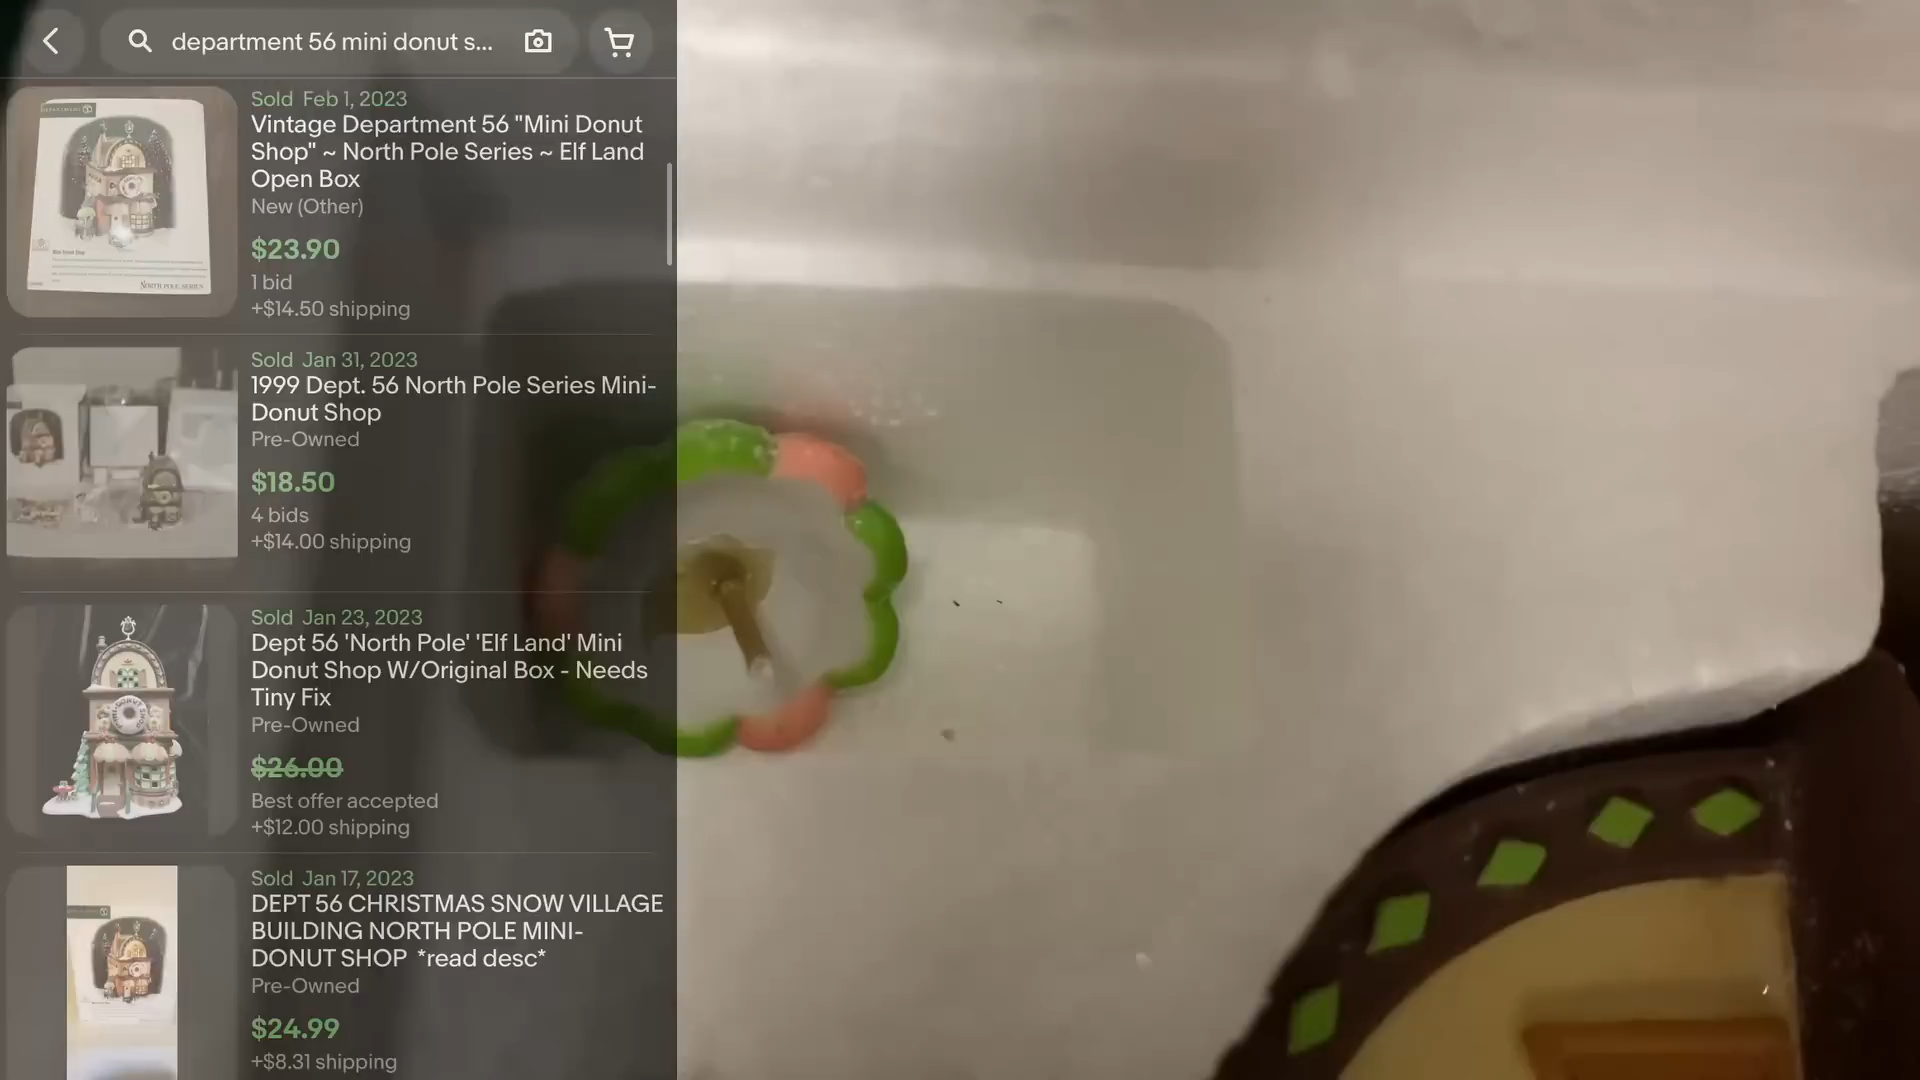 department 56 mini donut s...
Sold Feb 1, 2023
Vintage Department 56 "Mini Donut
Shop" ~ North Pole Series ~ Elf Land
Open Box
New (Other)
$23.90
1 bid
+$14.50 shipping
NORTH POLE SERIES
Sold Jan 31, 2023
1999 Dept. 56 North Pole Series Mini-
Donut Shop
Pre-Owned
$18.50
4 bids
+$14.00 shipping
Sold Jan 23, 2023
Dept 56 'North Pole' 'Elf Land' Mini
Donut Shop W/Original Box - Needs
Tiny Fix
Pre-Owned
$26.00
Best offer accepted
+$12.00 shipping
Sold Jan 17, 2023
DEPT 56 CHRISTMAS SNOW VILLAGE
BUILDING NORTH POLE MINI-
DONUT SHOP *read desc*
Pre-Owned
$24.99
+$8.31 shipping